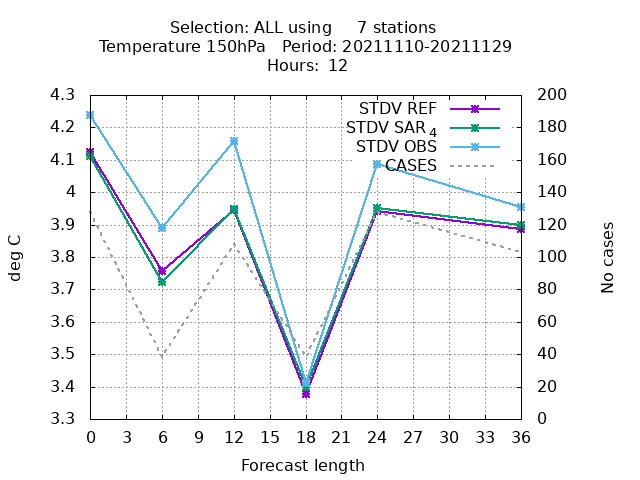 Selection: ALL using     7 stations
Temperature 150hPa   Period: 20211110-20211129
Hours:  12
STDV REF
STDV SAR4
STDV OBS
CASES
4.3
4.2
4.1
4
3.9
3.8
3.7
3.6
3.5
3.4
3.3
deg C
200
180
160
140
120
100
80
60
40
20
0
No cases
0 3 6 9 12 15 18 21 24 27 30 33 36
Forecast length